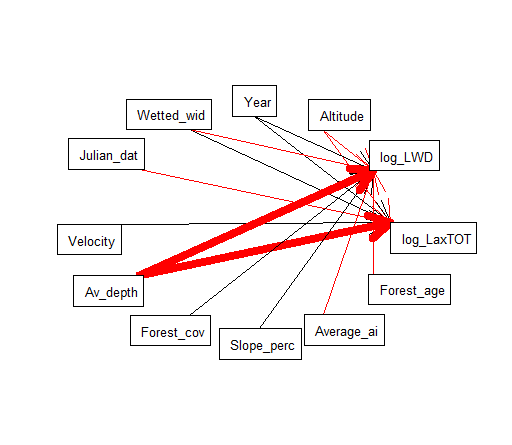 Year
Wetted_wid
Altitude
Julian_dat
log_LWD
Velocity
log_LaxTOT
Av_depth
Forest_age
Forest_cov
Slope_perc
Average_ai